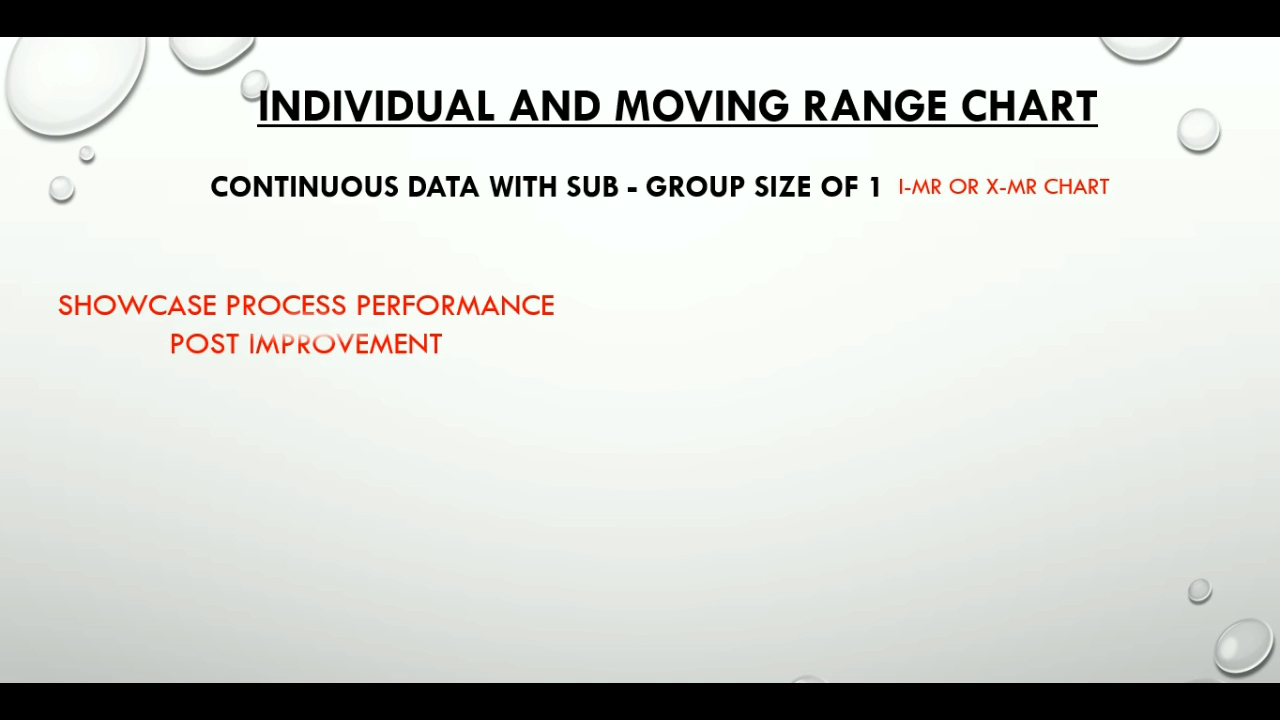 INDIVIDUAL AND MOVING RANGE CHART
CONTINUOUS DATA WITH SUB - GROUP SIZE OF 1 I-MR OR X-MR CHART
SHOWCASE PROCESS PERFORMANCE
POST IMPROVEMENT